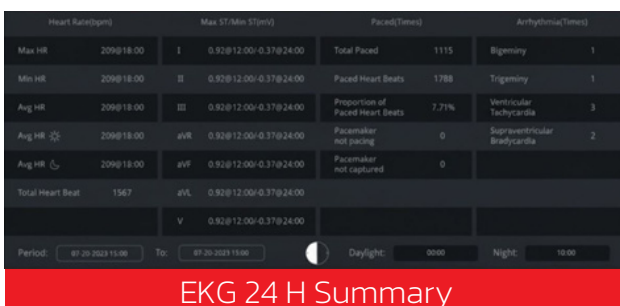 Heart Rate(bpm) Max ST/Min ST(mV) Paced(Times) Arrhythmia(Times)
Max HR 209@18:00 I 0.92@12:00/-0.37@24:00 Total Paced 1115 Bigeminy 1
Min HR 209@18:00 II 0.92@12:00/-0.37@24:00 Paced Heart Beats 1788 Trigeminy 1
Avg HR 209@18:00 III 0.92@12:00/-0.37@24:00 Proportion of Paced Heart Beats 7.71% Ventricular Tachycardia 3
Avg HR 209@18:00 aVR 0.92@12:00/-0.37@24:00 Pacemaker not pacing 0 Supraventricular Bradycardia 2
Avg HR 209@18:00 aVF 0.92@12:00/-0.37@24:00 Pacemaker not captured 0
Total Heart Beat 1567 aVL 0.92@12:00/-0.37@24:00
V 0.92@12:00/-0.37@24:00
Period: 07-20-2023 15:00 To: 07-20-2023 15:00 Daylight: 00:00 Night: 10:00
EKG 24 H Summary